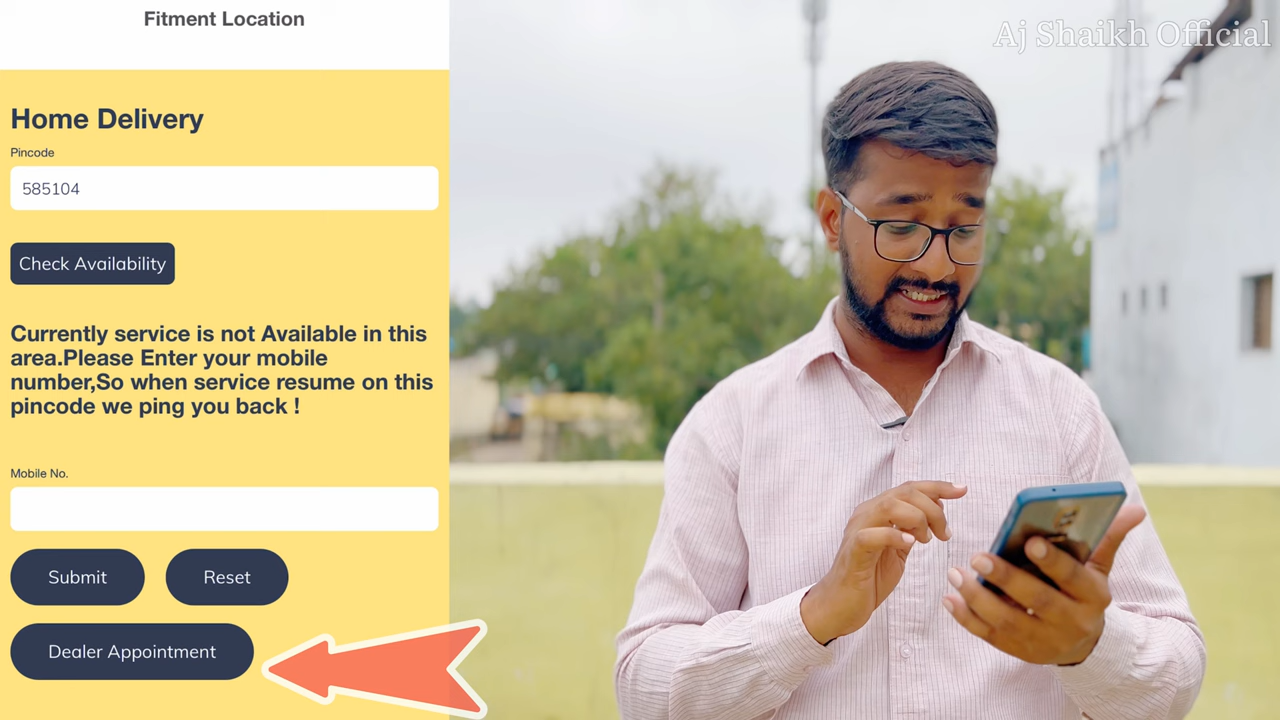 Fitment Location
Aj Shaikh Official
Home Delivery
Pincode
585104
Check Availability
Currently service is not Available in this
area.Please Enter your mobile
number,So when service resume on this
pincode we ping you back !
Mobile No.
Submit
Reset
Dealer Appointment